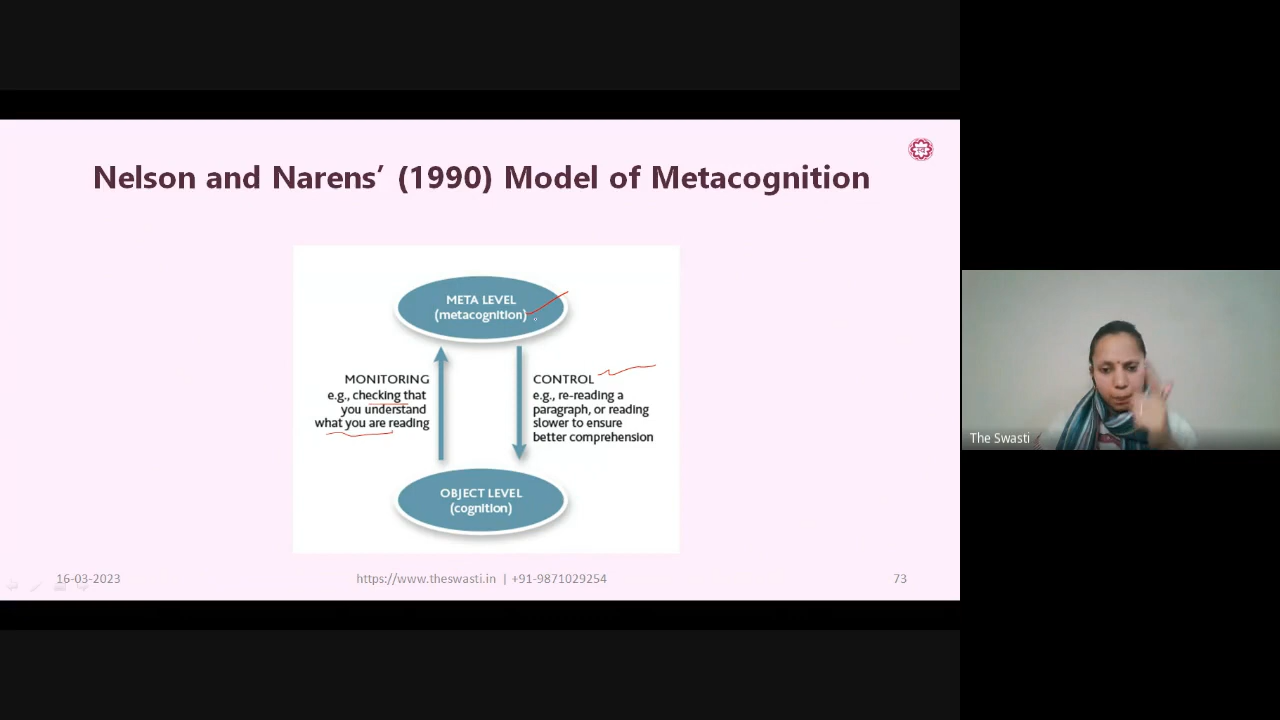 Nelson and Narens’ (1990) Model of Metacognition
META LEVEL
(metacognition)
MONITORING
e.g., checking that
you understand
what you are reading
CONTROL
e.g., re-reading a
paragraph, or reading
slower to ensure
better comprehension
OBJECT LEVEL
(cognition)
The Swasti
16-03-2023
https://www.theswasti.in | +91-9871029254
73